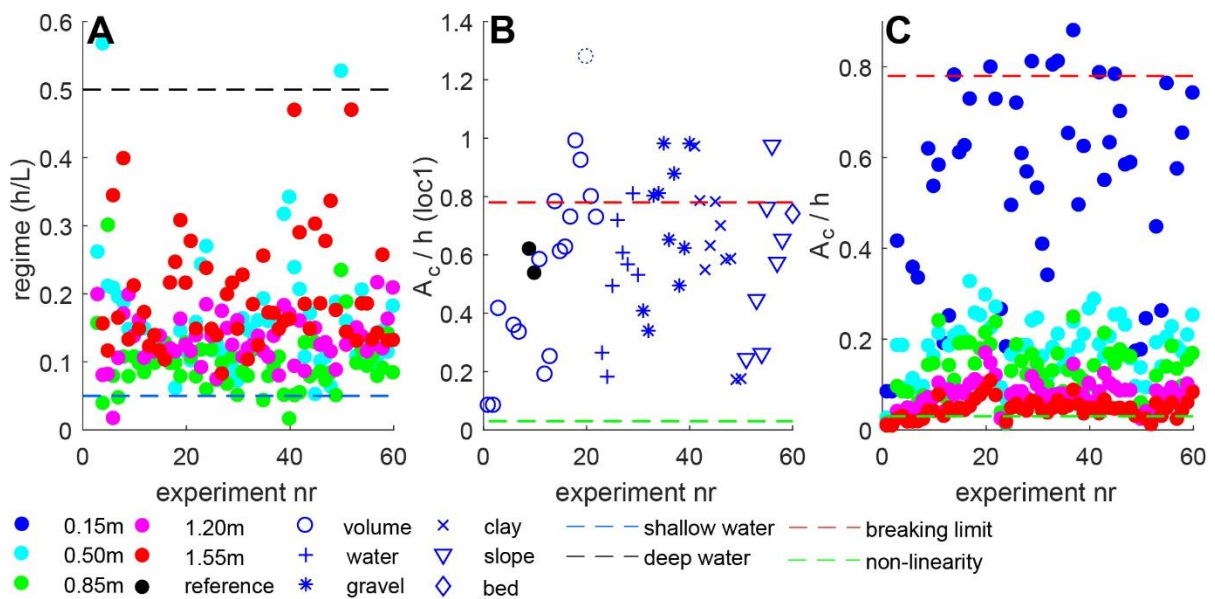 A
regime (h/L)
0.6
0.5
0.4
0.3
0.2
0.1
0
0 20 40 60
experiment nr
B
A_c / h (loc1)
1.4
1.2
1
0.8
0.6
0.4
0.2
0
0 20 40 60
experiment nr
C
A_c / h
0.8
0.6
0.4
0.2
0
0 20 40 60
experiment nr
0.15m 1.20m volume clay shallow water breaking limit
0.50m 1.55m water slope deep water non-linearity
0.85m reference gravel bed